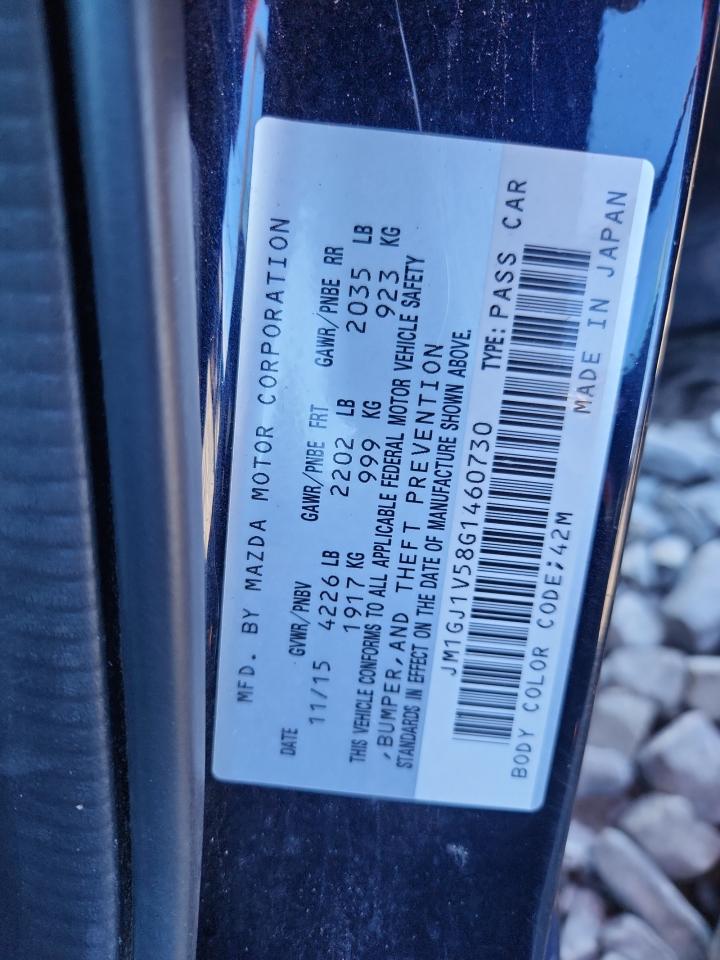 MFD. BY MAZDA MOTOR CORPORATION
DATE GVWR/PNBV GAWR/PNBE FRT GAWR/PNBE RR
11/15 4226 LB 2202 LB 2035 LB
1917 KG 999 KG 923 KG
THIS VEHICLE CONFORMS TO ALL APPLICABLE FEDERAL MOTOR VEHICLE SAFETY
,BUMPER,AND THEFT PREVENTION
STANDARDS IN EFFECT ON THE DATE OF MANUFACTURE SHOWN ABOVE.
JM1GJ1V58G1460730 TYPE:PASS CAR
BODY COLOR CODE;42M MADE IN JAPAN